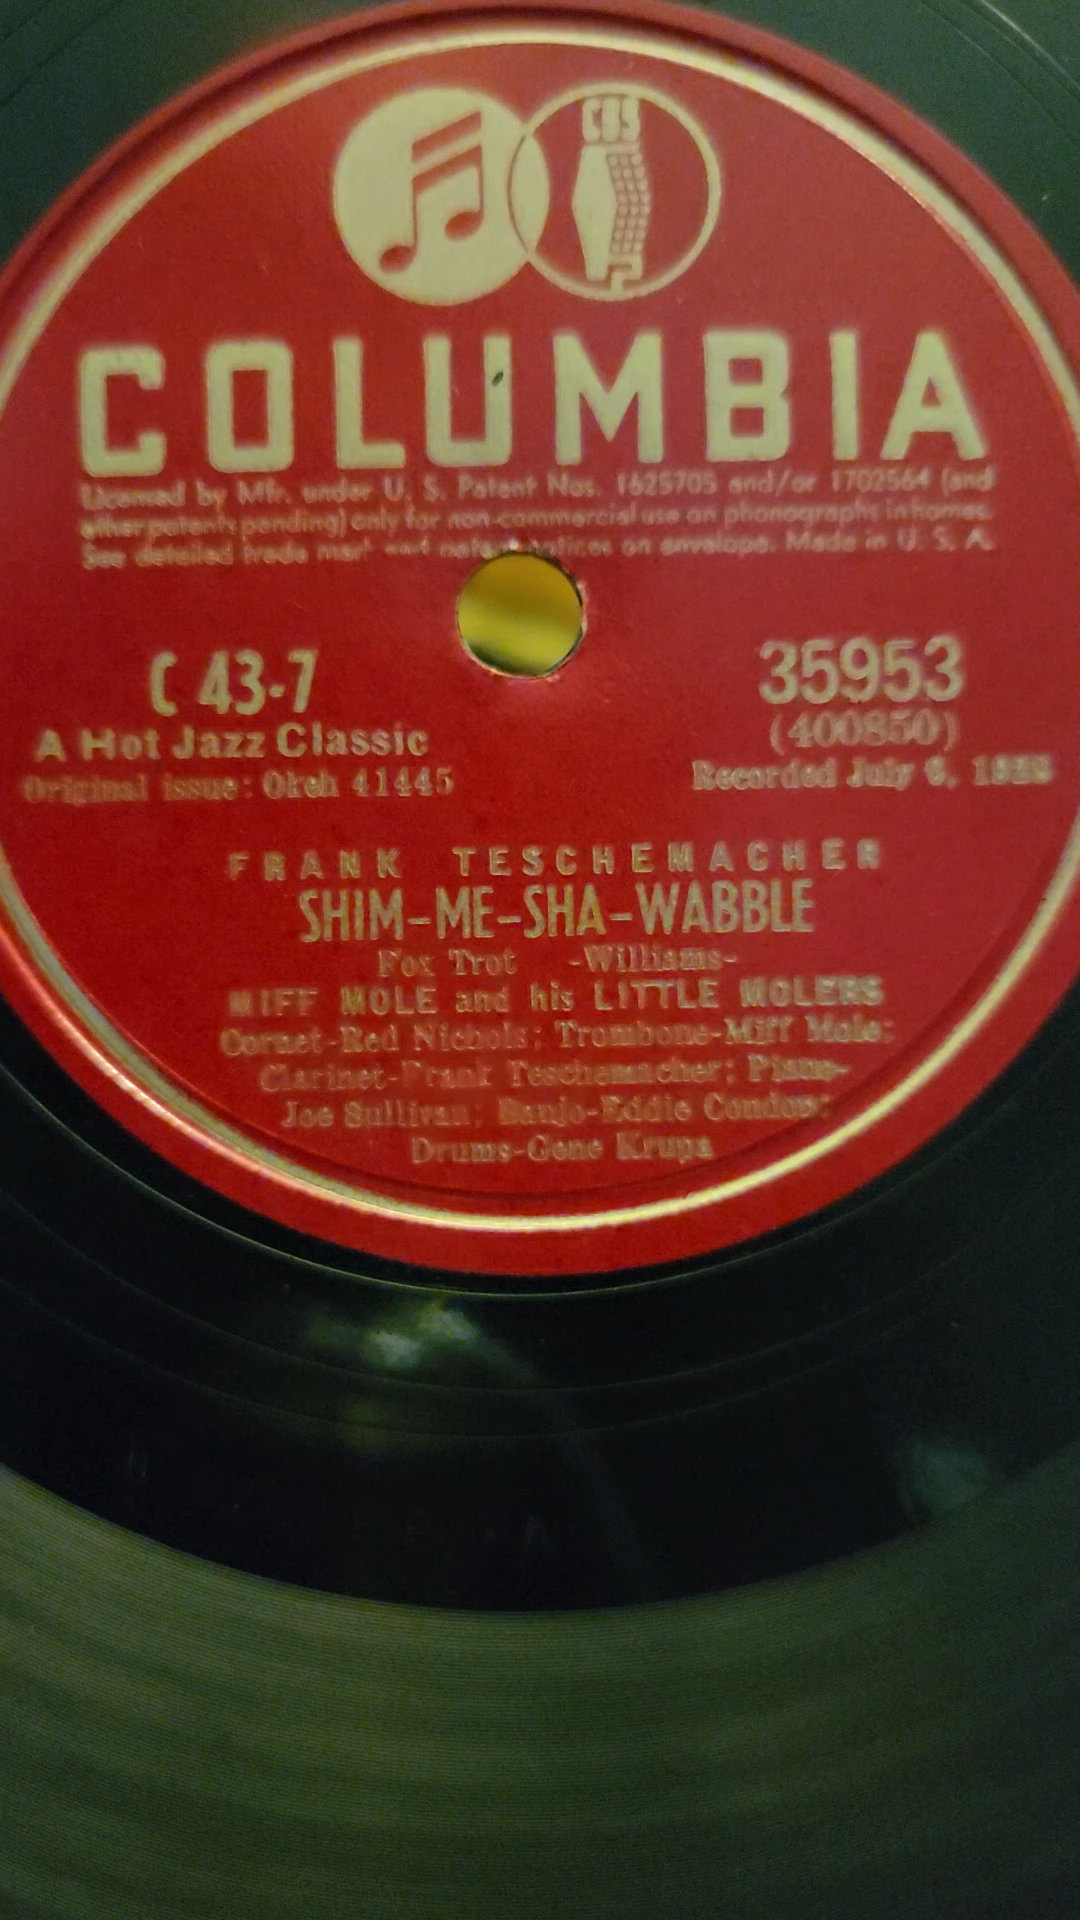 CBS
COLUMBIA
Licensed by Mfr. under U. S. Patent Nos. 1625705 and/or 1702564 (and
other patents pending) only for non-commercial use on phonographs in homes.
See detailed trade mark and patent notices on envelope. Made in U. S. A.
C 43-7
A Hot Jazz Classic
Original issue: Okeh 41445
35953
(400850)
Recorded July 6, 1928
FRANK TESCHEMACHER
SHIM-ME-SHA-WABBLE
Fox Trot -Williams-
MIFF MOLE and his LITTLE MOLERS
Cornet-Red Nichols; Trombone-Miff Mole;
Clarinet-Frank Teschemacher; Piano-
Joe Sullivan; Banjo-Eddie Condon;
Drums-Gene Krupa